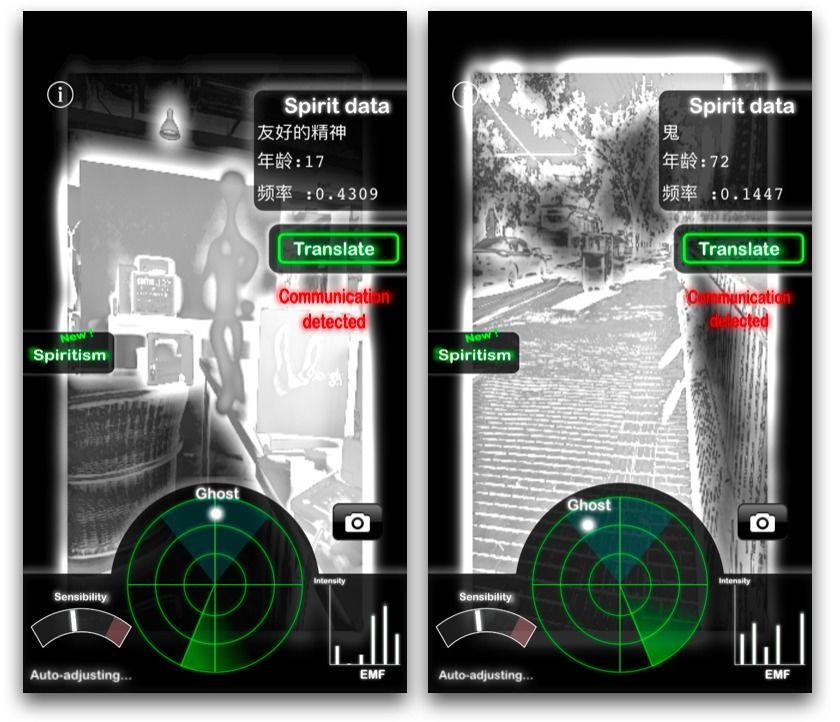 i
Spirit data
友好的精神
年龄:17
频率 :0.4309
Translate
Communication
detected
New!
Spiritism
Ghost
Sensibility
Auto-adjusting...
Intensity
EMF
i
Spirit data
鬼
年龄:72
频率 :0.1447
Translate
Communication
detected
New!
Spiritism
Ghost
Sensibility
Auto-adjusting...
Intensity
EMF